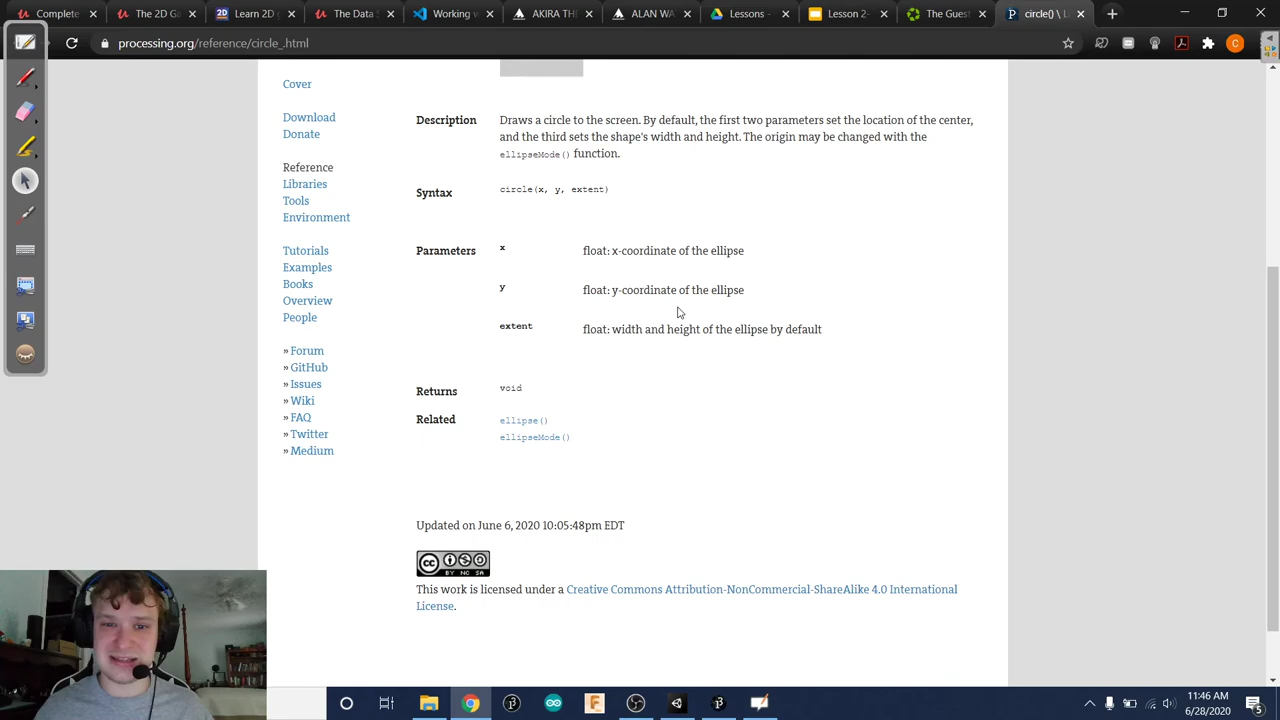 The 2D G
Learn 2D
The Data
Working
AKIRA TH
ALAN WA
Lessons -
Lesson 2-
The Guest
circle() \ L
processing.org/reference/circle_html
C
Cover
Download
Donate
Reference
Libraries
Tools
Environment
Tutorials
Examples
Books
Overview
People
» Forum
» GitHub
» Issues
» Wiki
» FAQ
» Twitter
» Medium
Description
Draws a circle to the screen. By default, the first two parameters set the location of the center,
and the third sets the shape's width and height. The origin may be changed with the
ellipseMode() function.
Syntax
circle(x, y, extent)
Parameters
x float: x-coordinate of the ellipse
y float: y-coordinate of the ellipse
extent float: width and height of the ellipse by default
Returns void
Related ellipse()
ellipseMode()
Updated on June 6, 2020 10:05:48pm EDT
CC BY NC SA
This work is licensed under a Creative Commons Attribution-NonCommercial-ShareAlike 4.0 International
License.
11:46 AM
6/28/2020